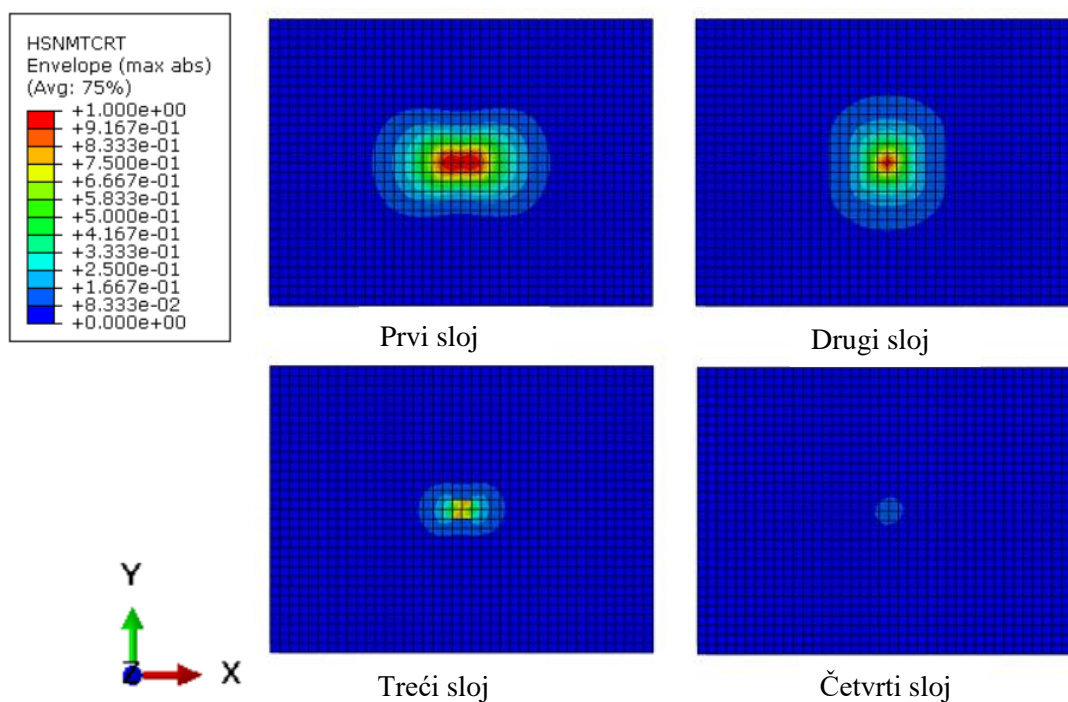 HSNMTCRT
Envelope (max abs)
(Avg: 75%)
+1.000e+00
+9.167e-01
+8.333e-01
+7.500e-01
+6.667e-01
+5.833e-01
+5.000e-01
+4.167e-01
+3.333e-01
+2.500e-01
+1.667e-01
+8.333e-02
+0.000e+00
Prvi sloj
Drugi sloj
Treći sloj
Četvrti sloj
Y
X